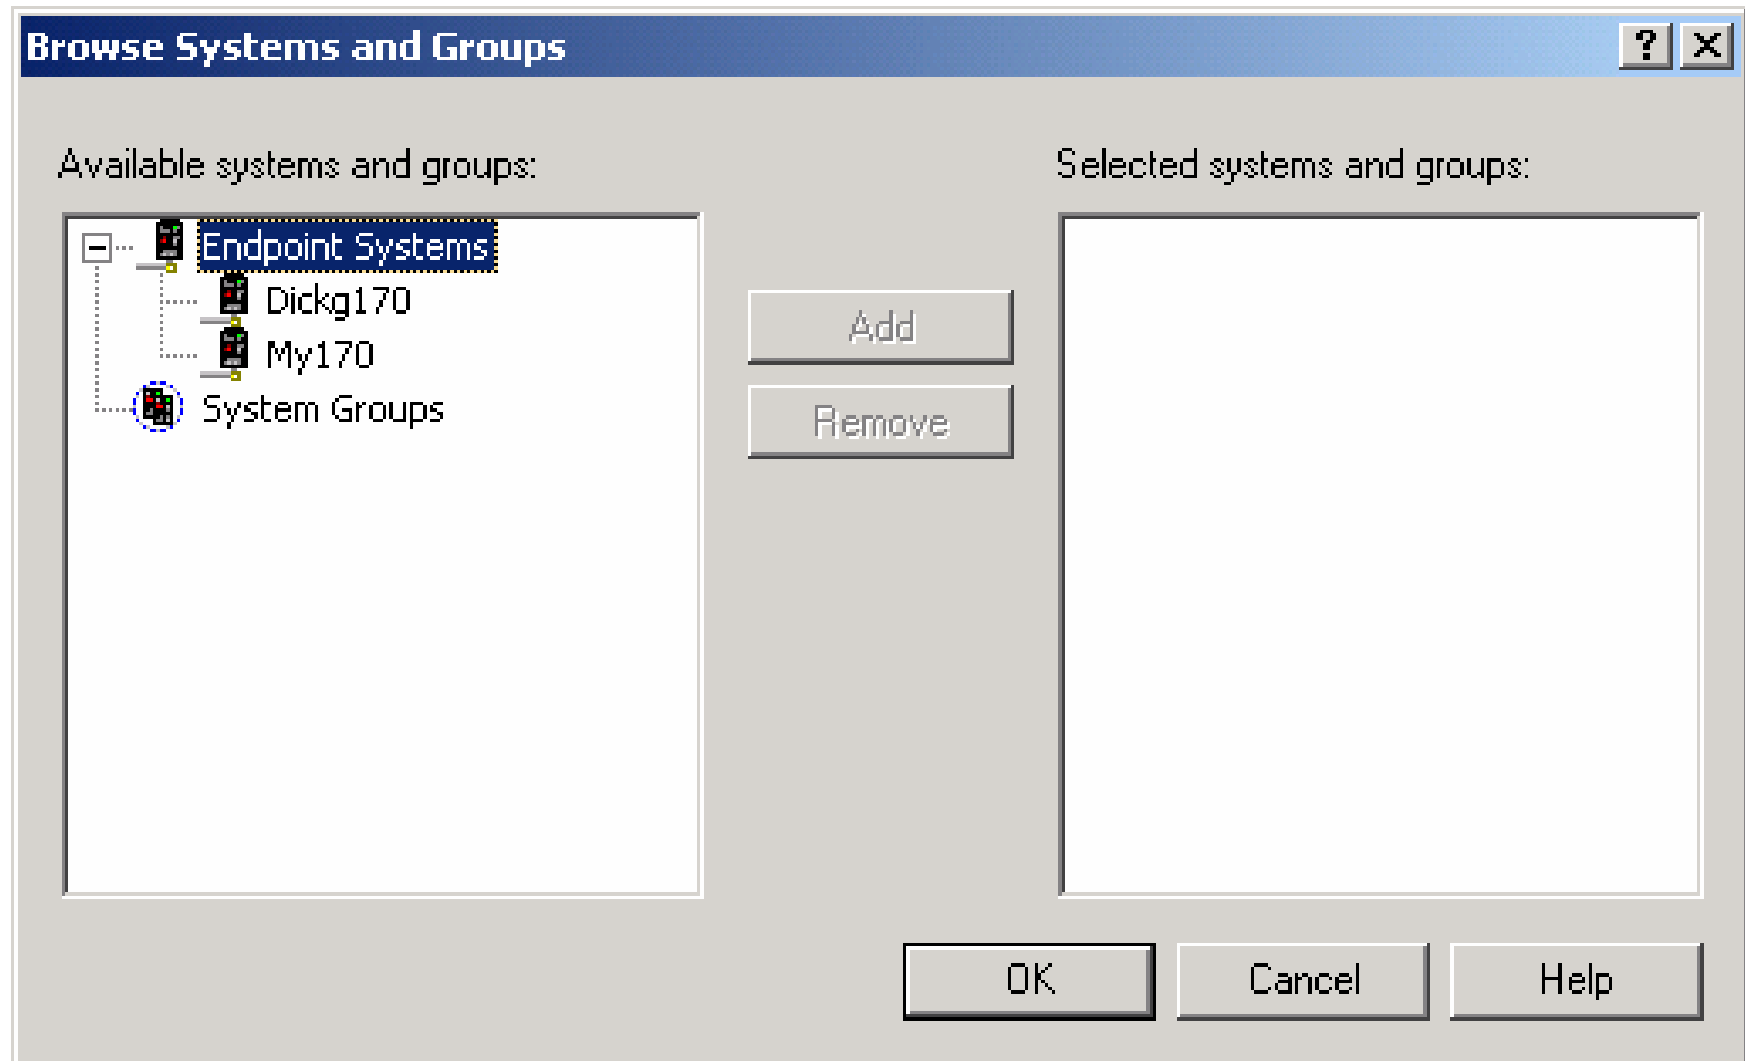 Browse Systems and Groups
Available systems and groups:
Selected systems and groups:
Endpoint Systems
Dickg170
My170
System Groups
Add
Remove
OK
Cancel
Help